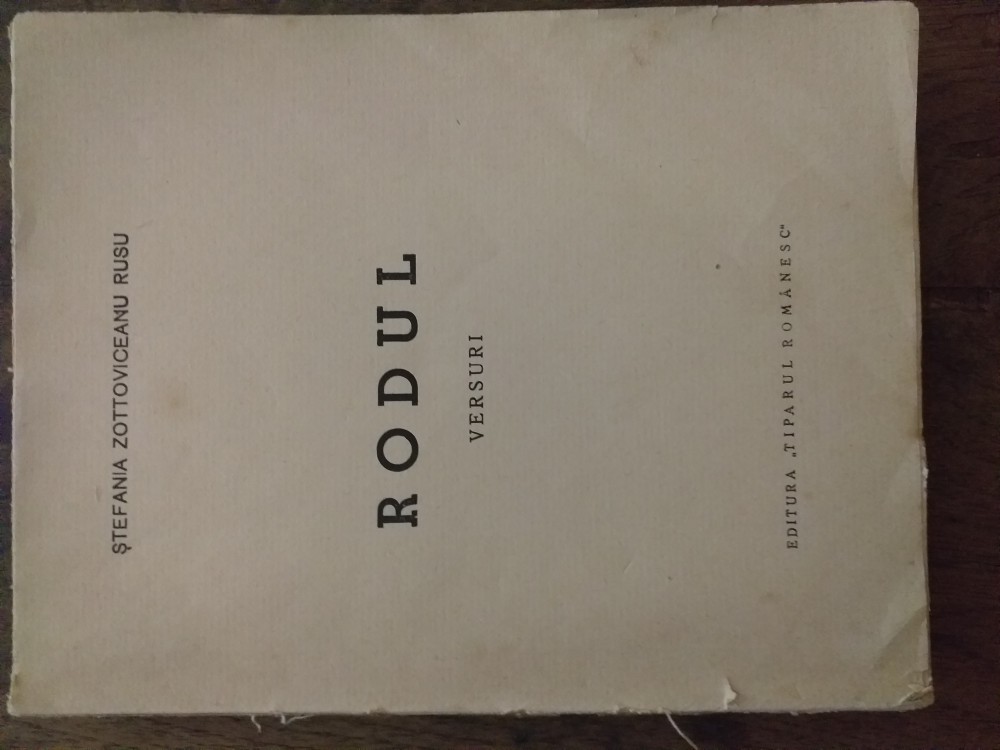 ȘTEFANIA ZOTTOVICEANU RUSU
RODUL
VERSURI
EDITURA „TIPARUL ROMÂNESC"